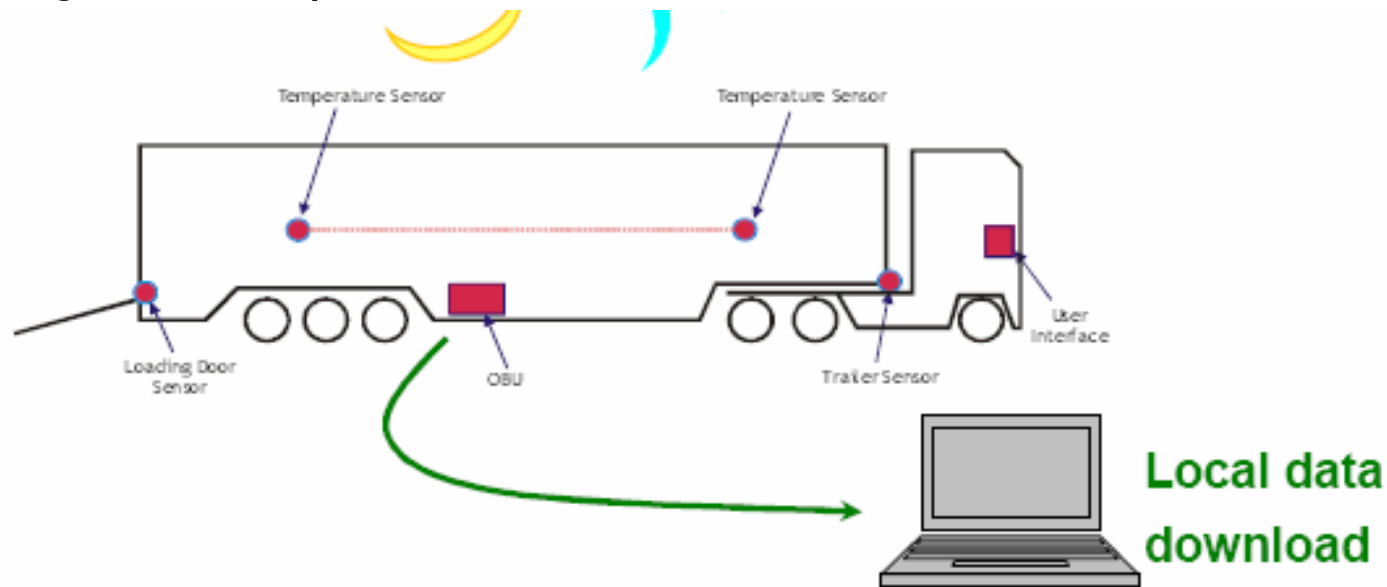 Temperature Sensor
Temperature Sensor
User
Interface
Loading Door
Sensor
OBU
Trailer Sensor
Local data
download